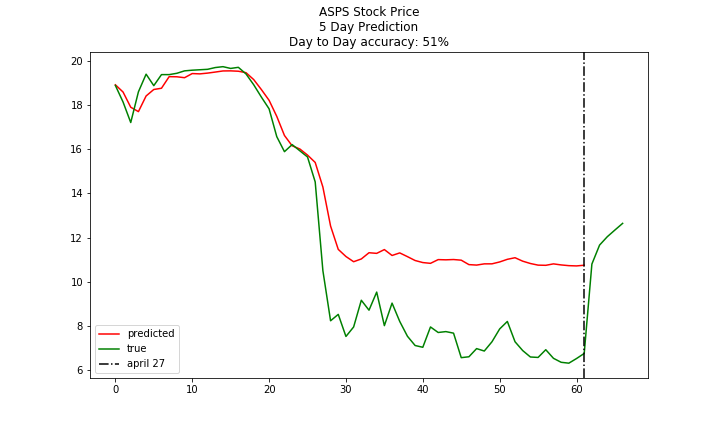 ASPS Stock Price
5 Day Prediction
Day to Day accuracy: 51%
20
18
16
14
12
10
8
6
predicted
true
april 27
0
10
20
30
40
50
60